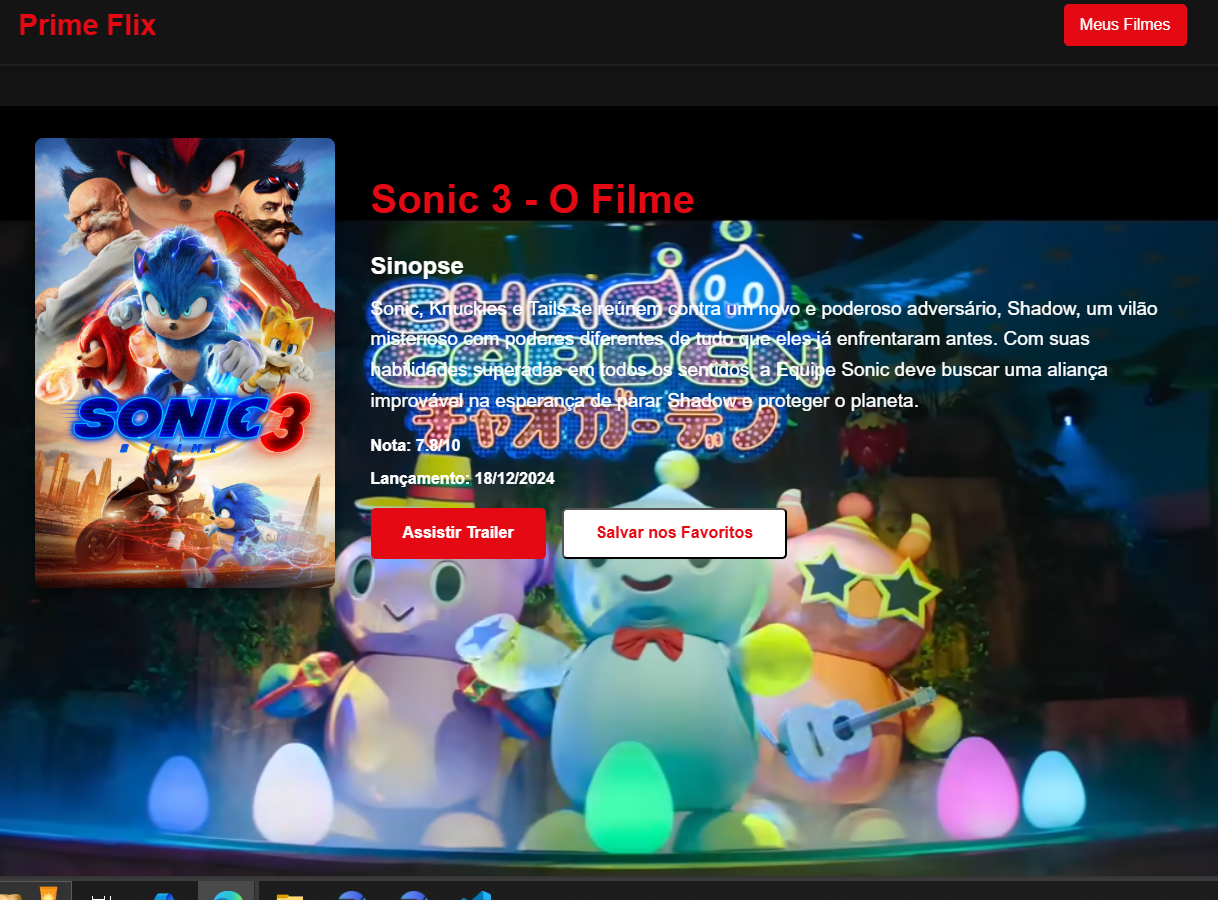 Prime Flix
Meus Filmes
Sonic 3 - O Filme
Sinopse
Sonic, Knuckles e Tails se reúnem contra um novo e poderoso adversário, Shadow, um vilão
misterioso com poderes diferentes de tudo que eles já enfrentaram antes. Com suas
habilidades superadas em todos os sentidos, a Equipe Sonic deve buscar uma aliança
improvável na esperança de parar Shadow e proteger o planeta.
Nota: 7.8/10
Lançamento: 18/12/2024
Assistir Trailer
Salvar nos Favoritos
SONIC 3
O FILME
CHAO
GARDEN
チャオガーデン